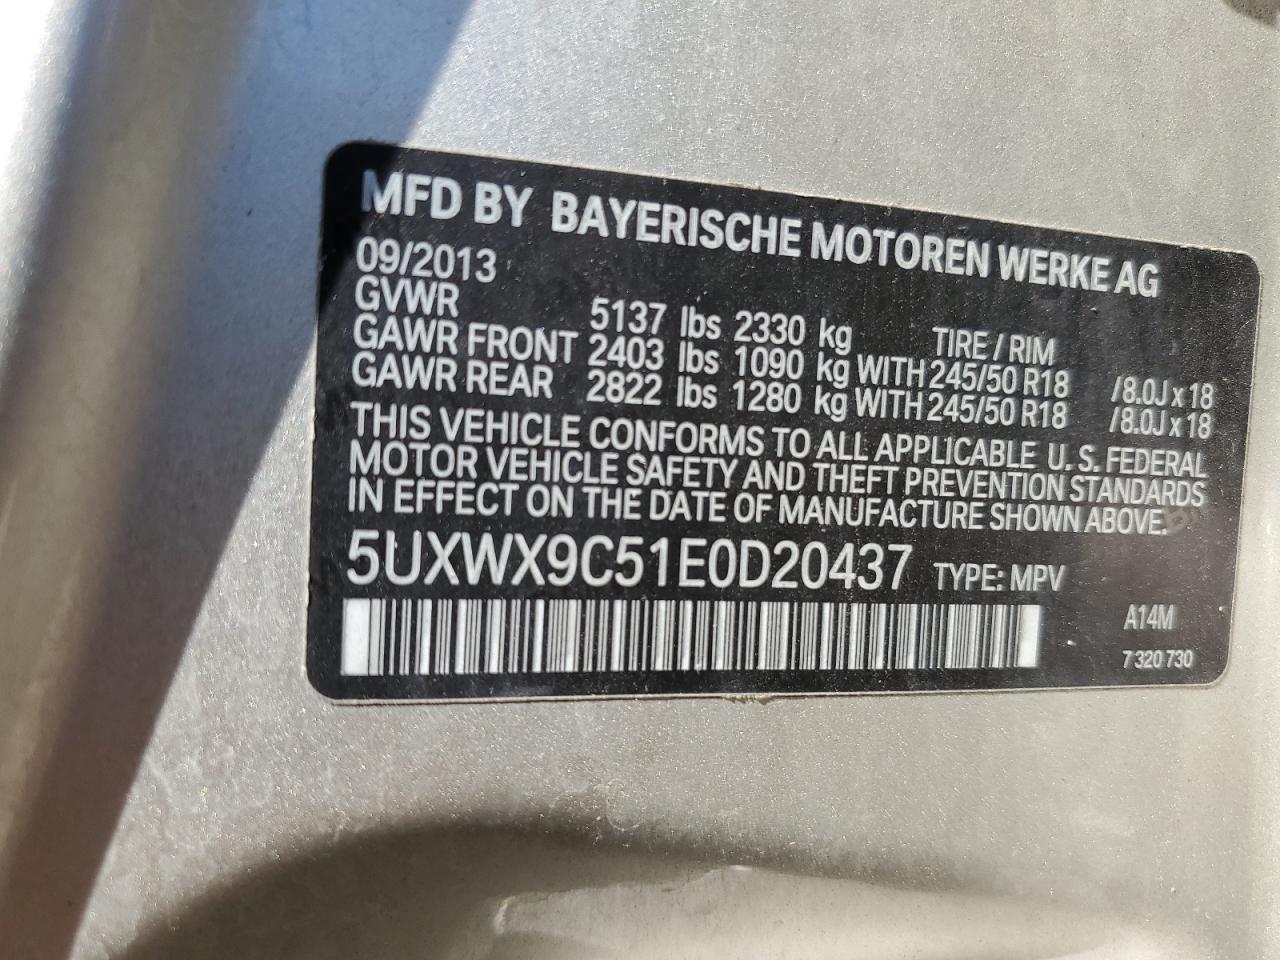 MFD BY BAYERISCHE MOTOREN WERKE AG
09/2013
GVWR 5137 lbs 2330 kg TIRE / RIM
GAWR FRONT 2403 lbs 1090 kg WITH 245/50 R18 /8.0J x 18
GAWR REAR 2822 lbs 1280 kg WITH 245/50 R18 /8.0J x 18
THIS VEHICLE CONFORMS TO ALL APPLICABLE U.S. FEDERAL
MOTOR VEHICLE SAFETY AND THEFT PREVENTION STANDARDS
IN EFFECT ON THE DATE OF MANUFACTURE SHOWN ABOVE.
5UXWX9C51E0D20437 TYPE: MPV
A14M
7 320 730